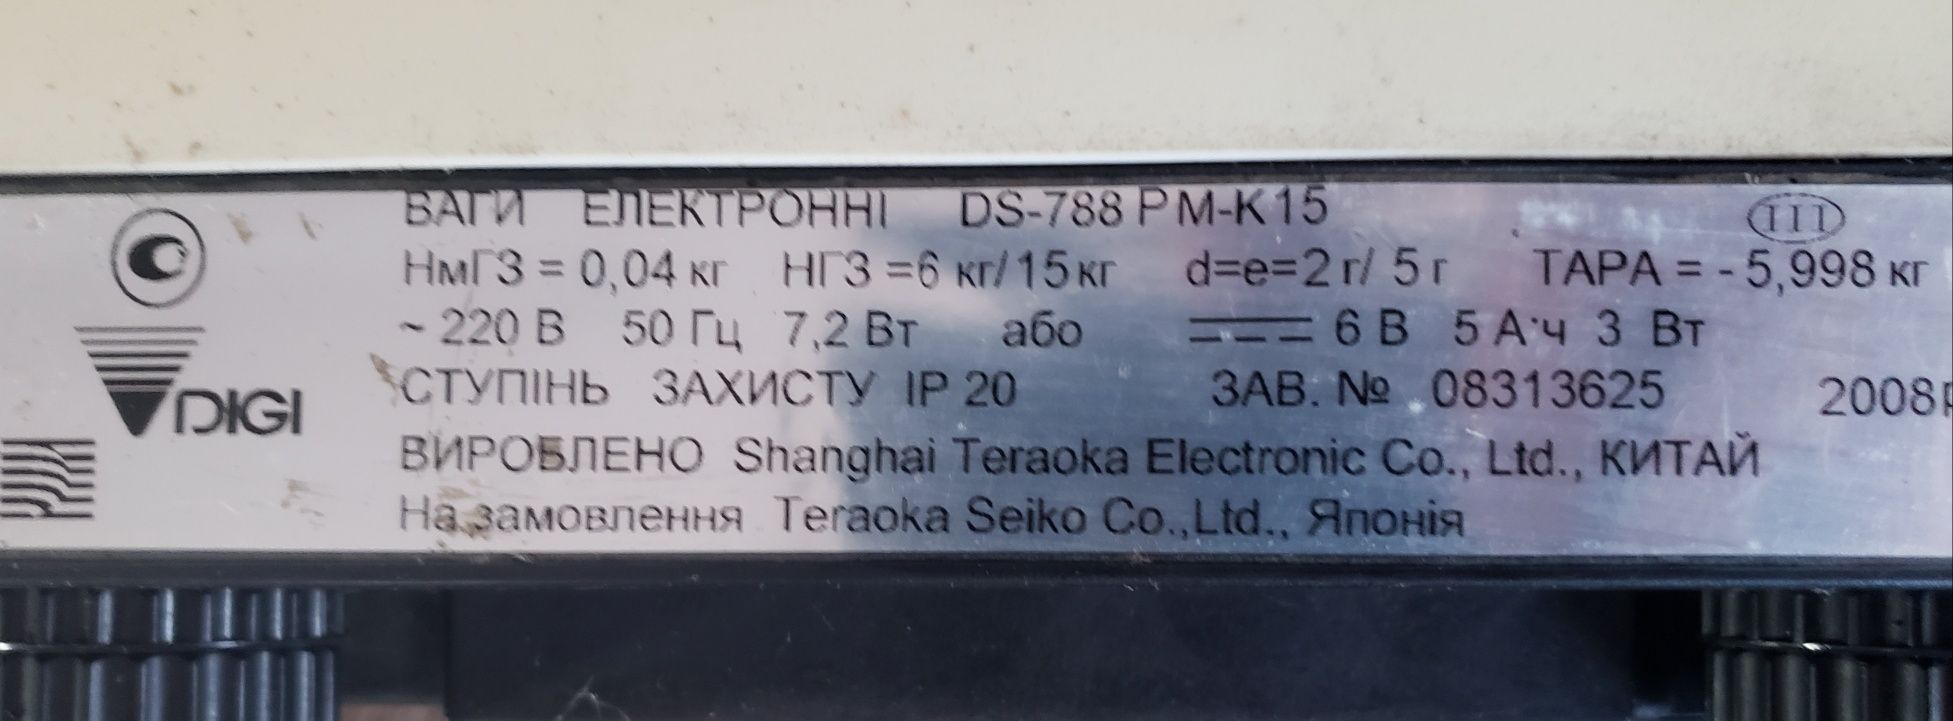 ВАГИ ЕЛЕКТРОННІ DS-788 PM-K15 III
НмГЗ = 0,04 кг НГЗ =6 кг/15кг d=e=2 г/ 5 г ТАРА = - 5,998 кг
~ 220 В 50 Гц 7,2 Вт або 6 В 5 А·ч 3 Вт
СТУПІНЬ ЗАХИСТУ IP 20 ЗАВ. № 08313625 2008р
DIGI
ВИРОБЛЕНО Shanghai Teraoka Electronic Co., Ltd., КИТАЙ
На замовлення Teraoka Seiko Co.,Ltd., Японія